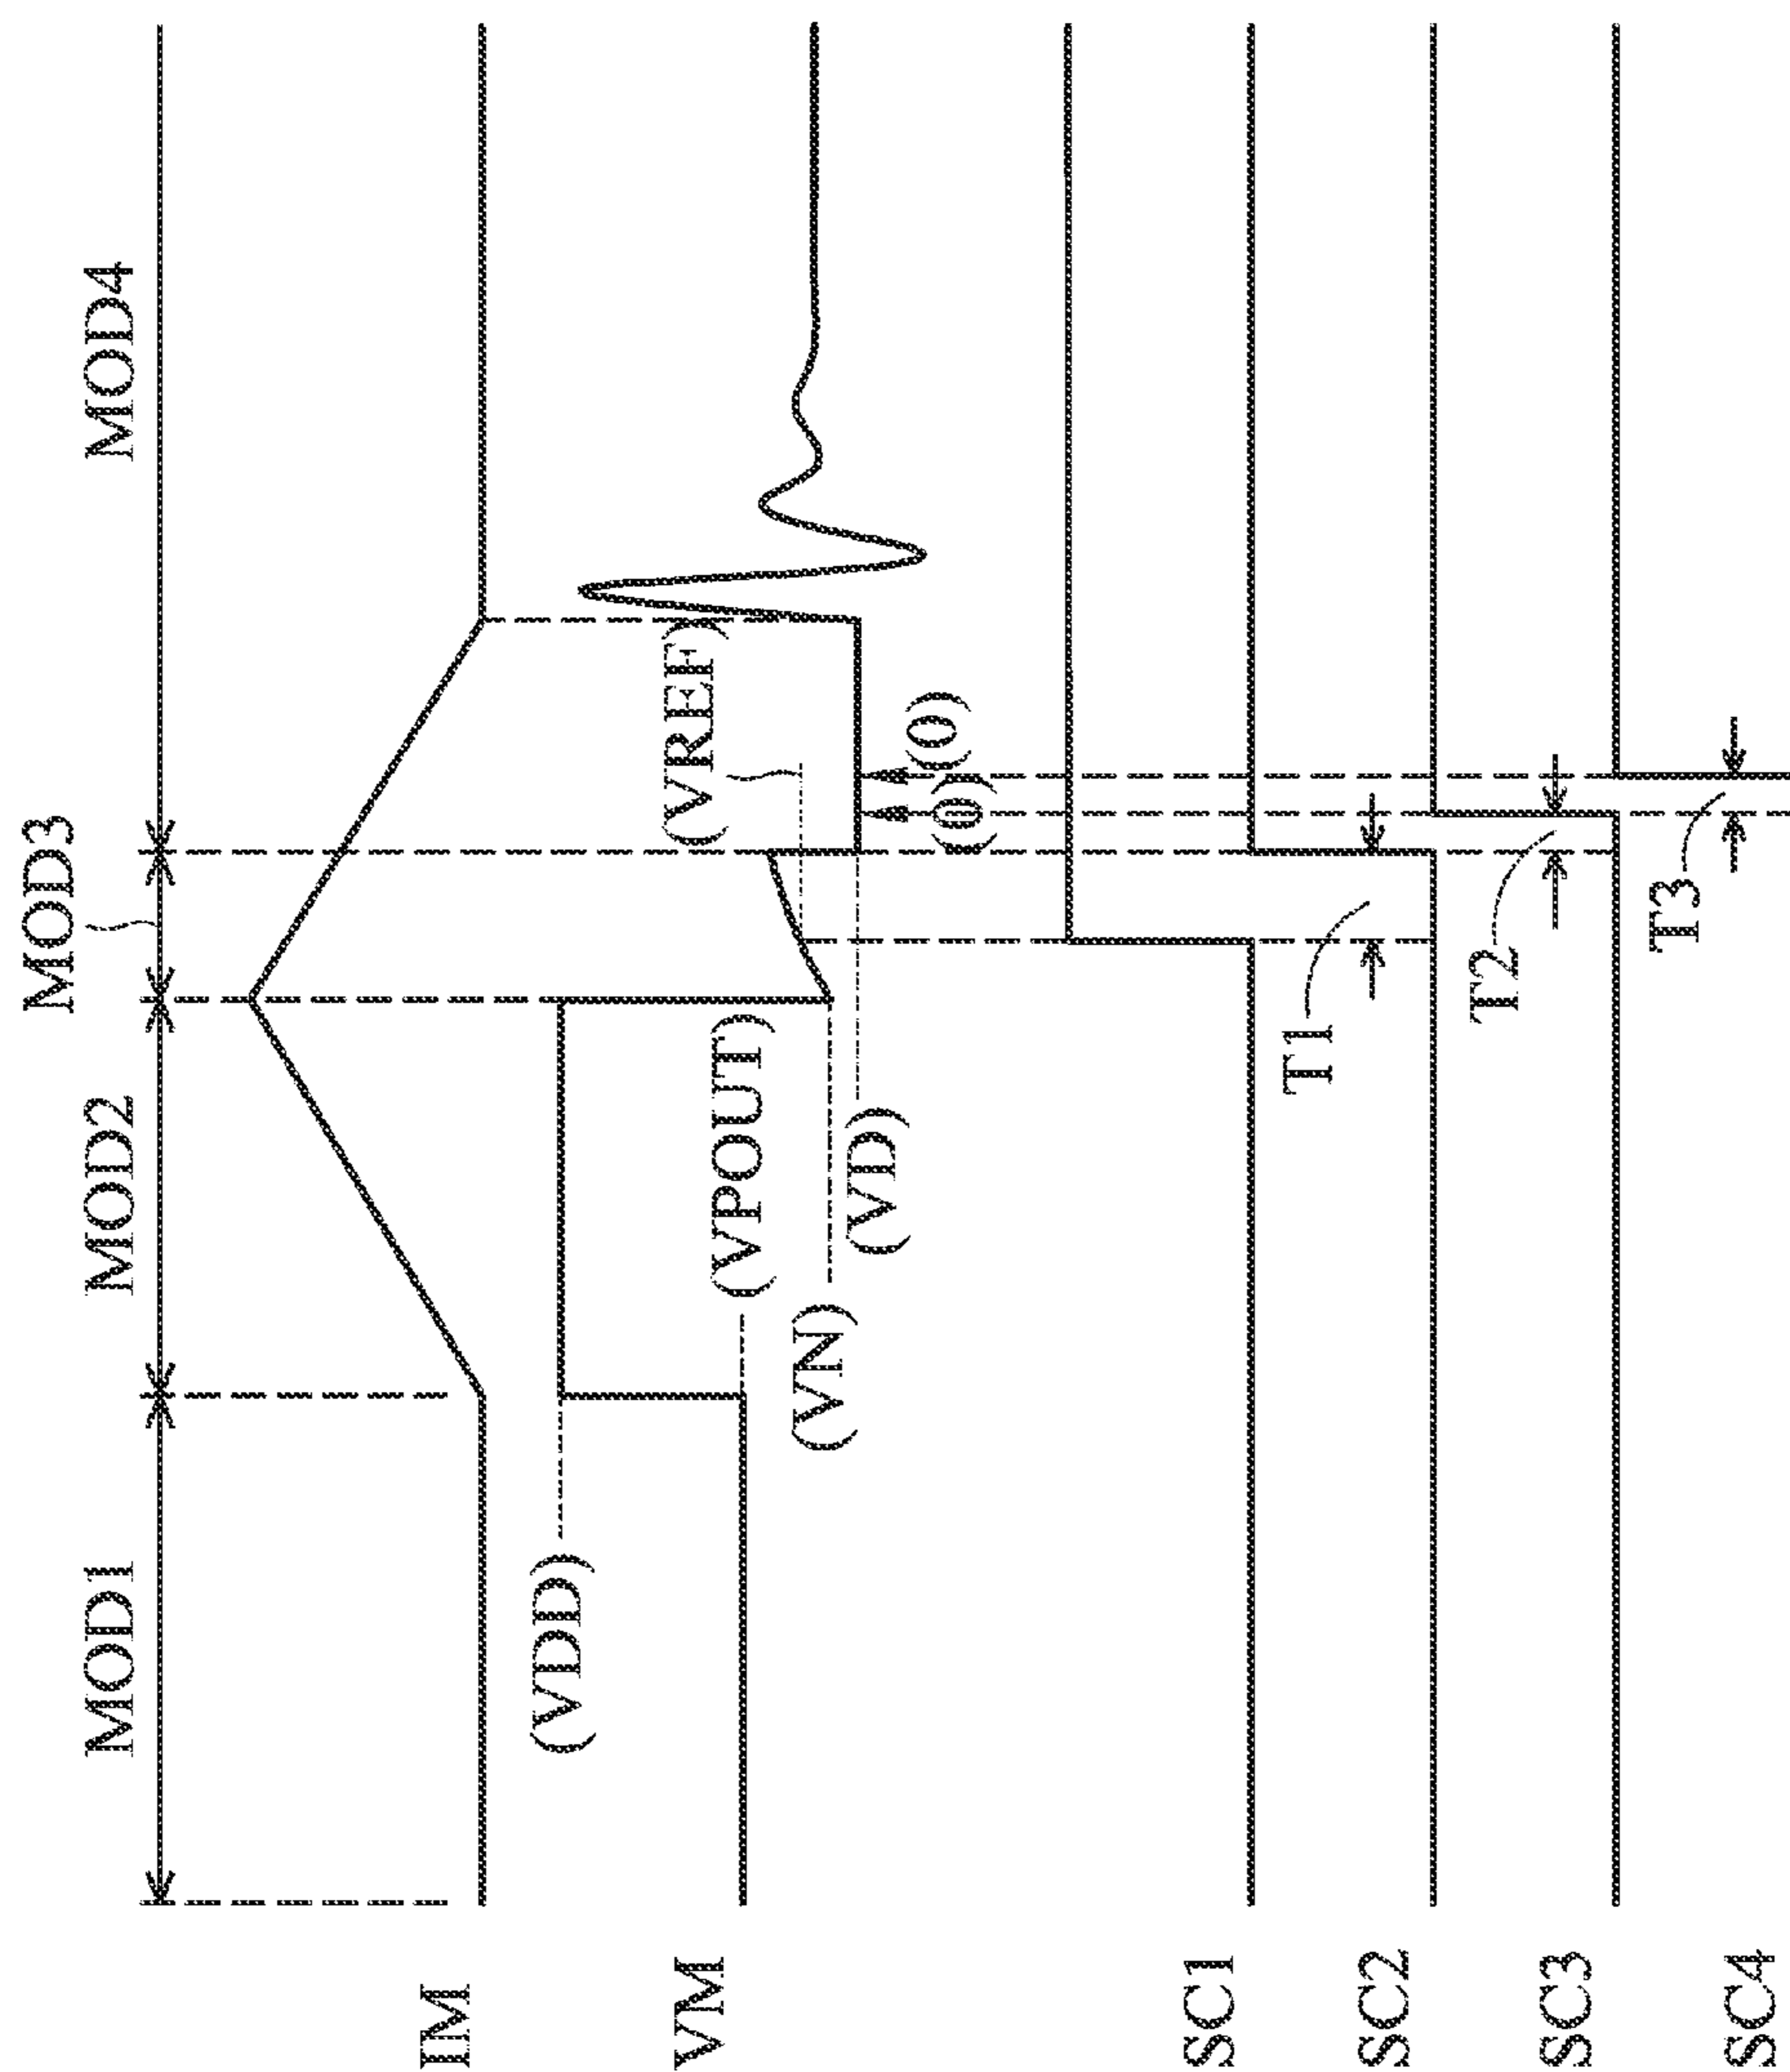 MOD1
MOD2
MOD3
MOD4
IM
(VDD)
VM
(VPOUT)
(VREF)
(VN)
(VD)
(0)
(0)
SC1
T1
SC2
T2
SC3
T3
SC4